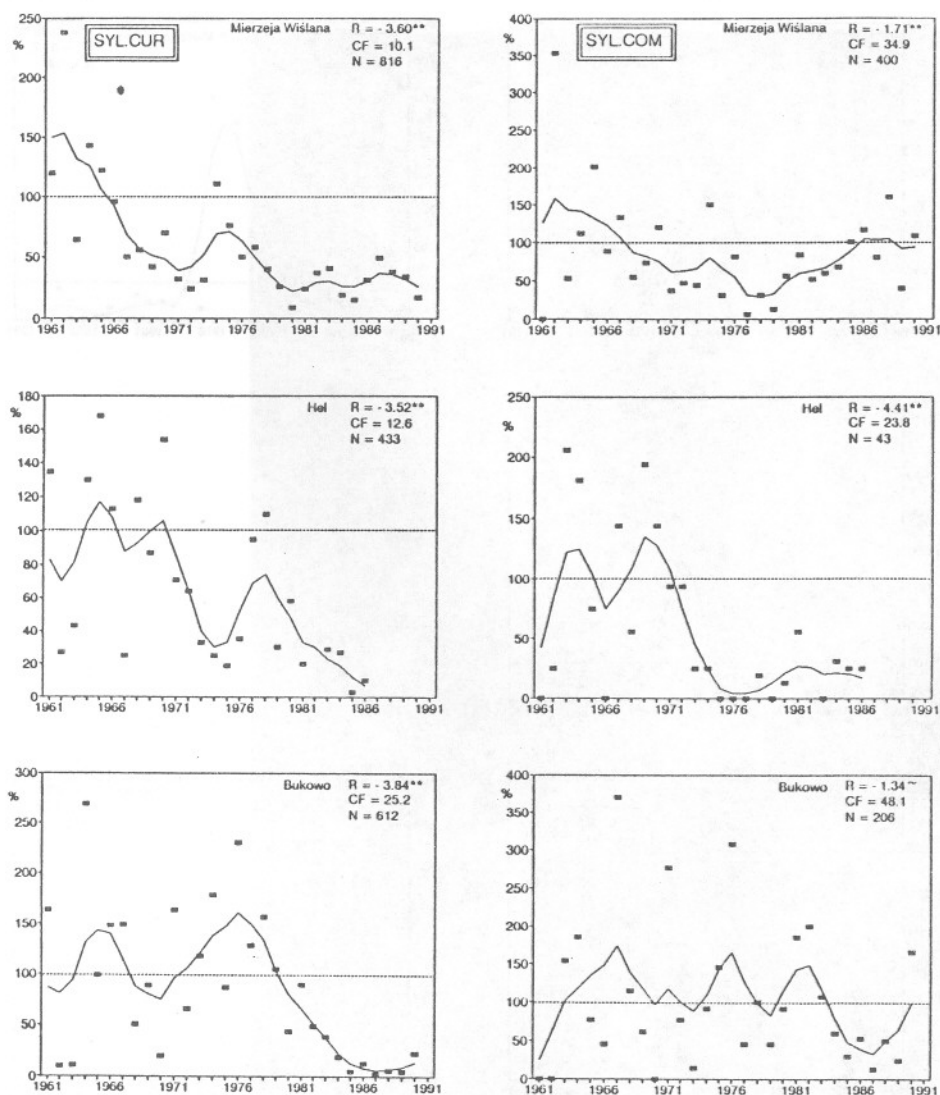 SYL.CUR
Mierzeja Wiślana
R = - 3.60**
CF = 10.1
N = 816
%
250
200
150
100
50
0
1961 1966 1971 1976 1981 1986 1991
SYL.COM
Mierzeja Wiślana
R = - 1.71**
CF = 34.9
N = 400
%
400
350
300
250
200
150
100
50
0
1961 1966 1971 1976 1981 1986 1991
Hel
R = - 3.52**
CF = 12.6
N = 433
%
180
160
140
120
100
80
60
40
20
0
1961 1966 1971 1976 1981 1986 1991
Hel
R = - 4.41**
CF = 23.8
N = 43
%
250
200
150
100
50
0
1961 1966 1971 1976 1981 1986 1991
Bukowo
R = - 3.84**
CF = 25.2
N = 612
%
300
250
200
150
100
50
0
1961 1966 1971 1976 1981 1986 1991
Bukowo
R = - 1.34~
CF = 48.1
N = 206
%
400
350
300
250
200
150
100
50
0
1961 1966 1971 1976 1981 1986 1991